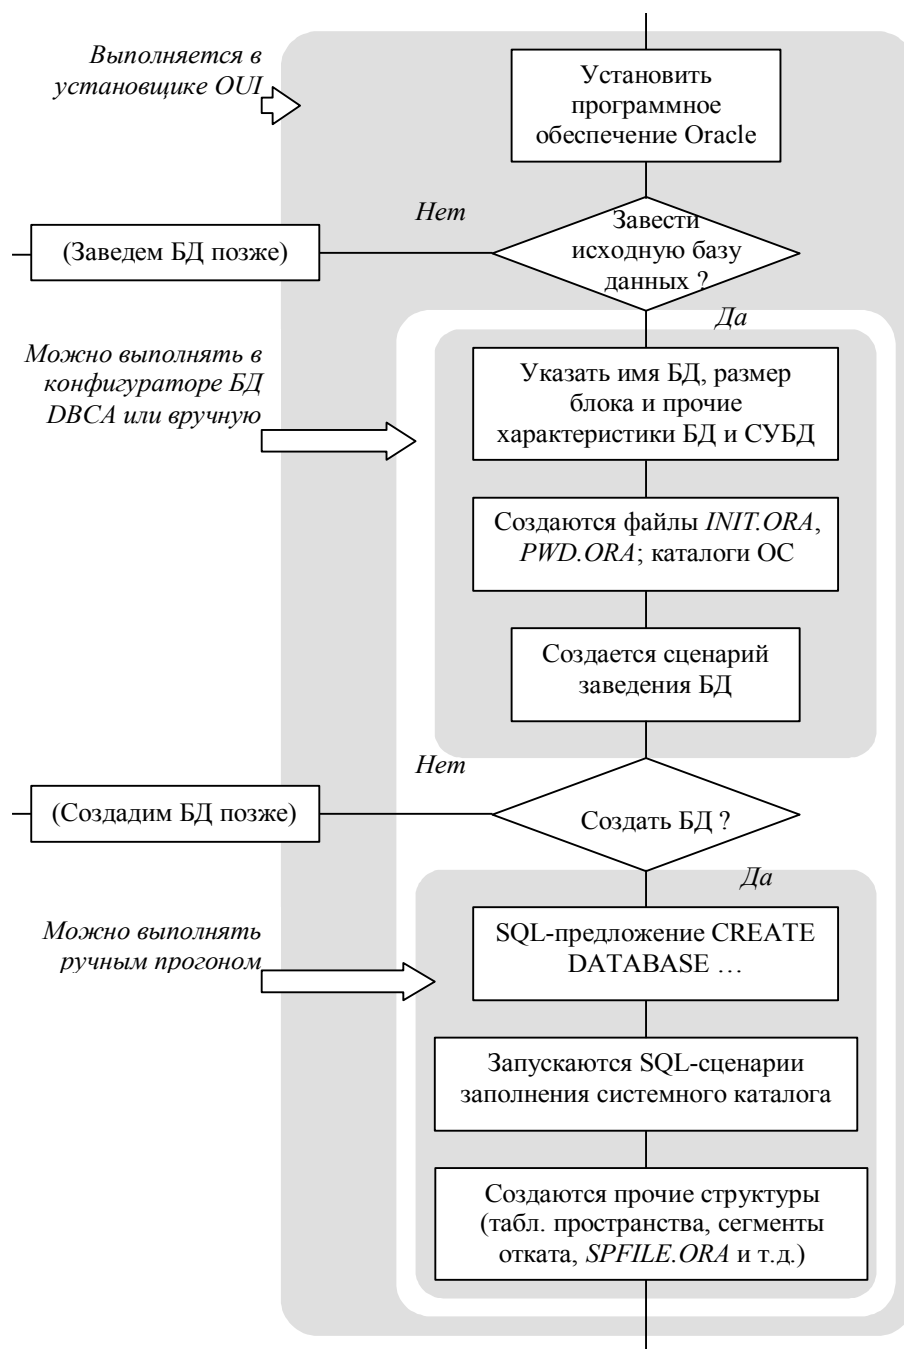 Выполняется в
установщике OUI
Установить
программное
обеспечение Oracle
Нет
Завести
исходную базу
данных ?
(Заведем БД позже)
Да
Можно выполнять в
конфигураторе БД
DBCA или вручную
Указать имя БД, размер
блока и прочие
характеристики БД и СУБД
Создаются файлы INIT.ORA,
PWD.ORA; каталоги ОС
Создается сценарий
заведения БД
Нет
(Создадим БД позже)
Создать БД ?
Да
Можно выполнять
ручным прогоном
SQL-предложение CREATE
DATABASE …
Запускаются SQL-сценарии
заполнения системного каталога
Создаются прочие структуры
(табл. пространства, сегменты
отката, SPFILE.ORA и т.д.)